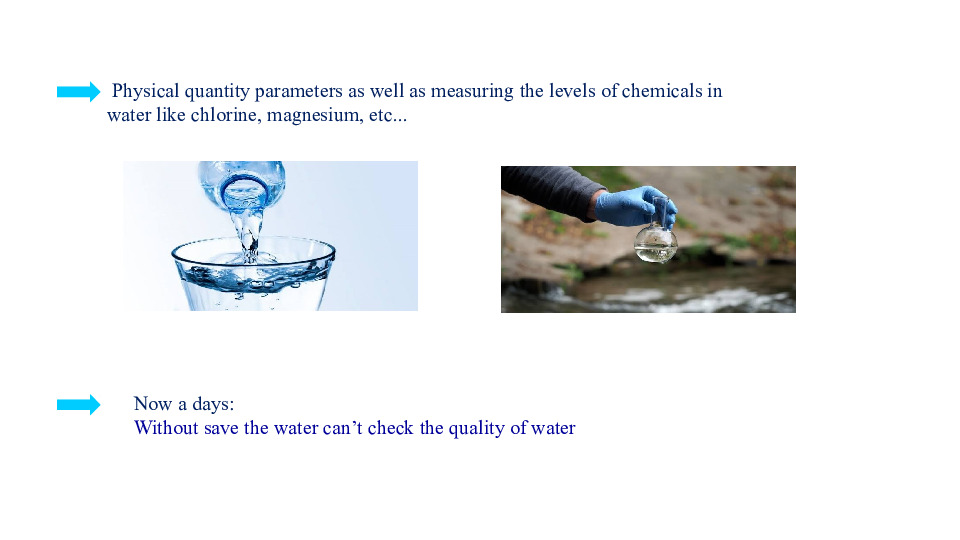 Physical quantity parameters as well as measuring the levels of chemicals in
water like chlorine, magnesium, etc...
Now a days:
Without save the water can’t check the quality of water